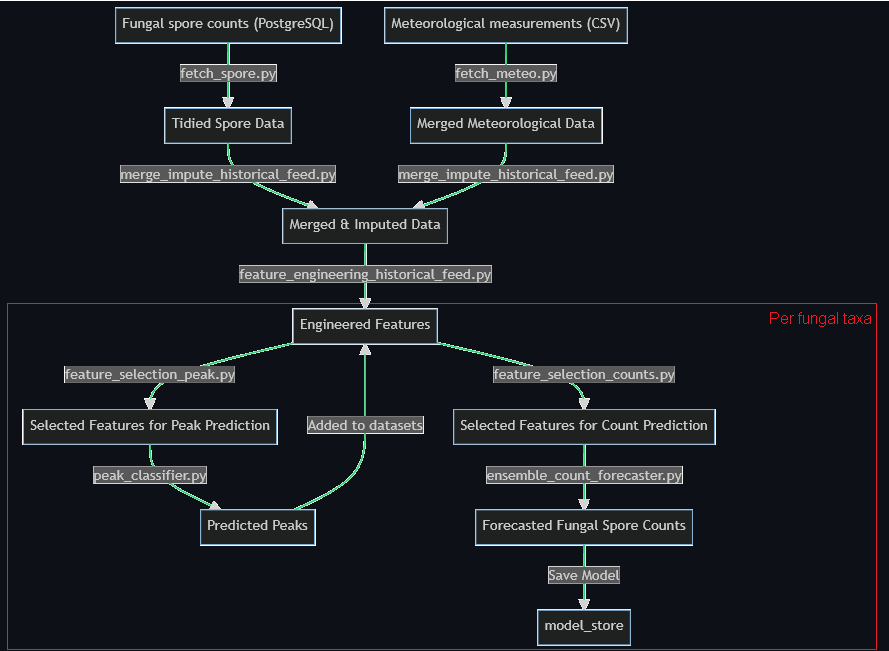 Fungal spore counts (PostgreSQL)
Meteorological measurements (CSV)
fetch_spore.py
fetch_meteo.py
Tidied Spore Data
Merged Meteorological Data
merge_impute_historical_feed.py
merge_impute_historical_feed.py
Merged & Imputed Data
feature_engineering_historical_feed.py
Per fungal taxa
Engineered Features
feature_selection_peak.py
feature_selection_counts.py
Selected Features for Peak Prediction
Added to datasets
Selected Features for Count Prediction
peak_classifier.py
ensemble_count_forecaster.py
Predicted Peaks
Forecasted Fungal Spore Counts
Save Model
model_store